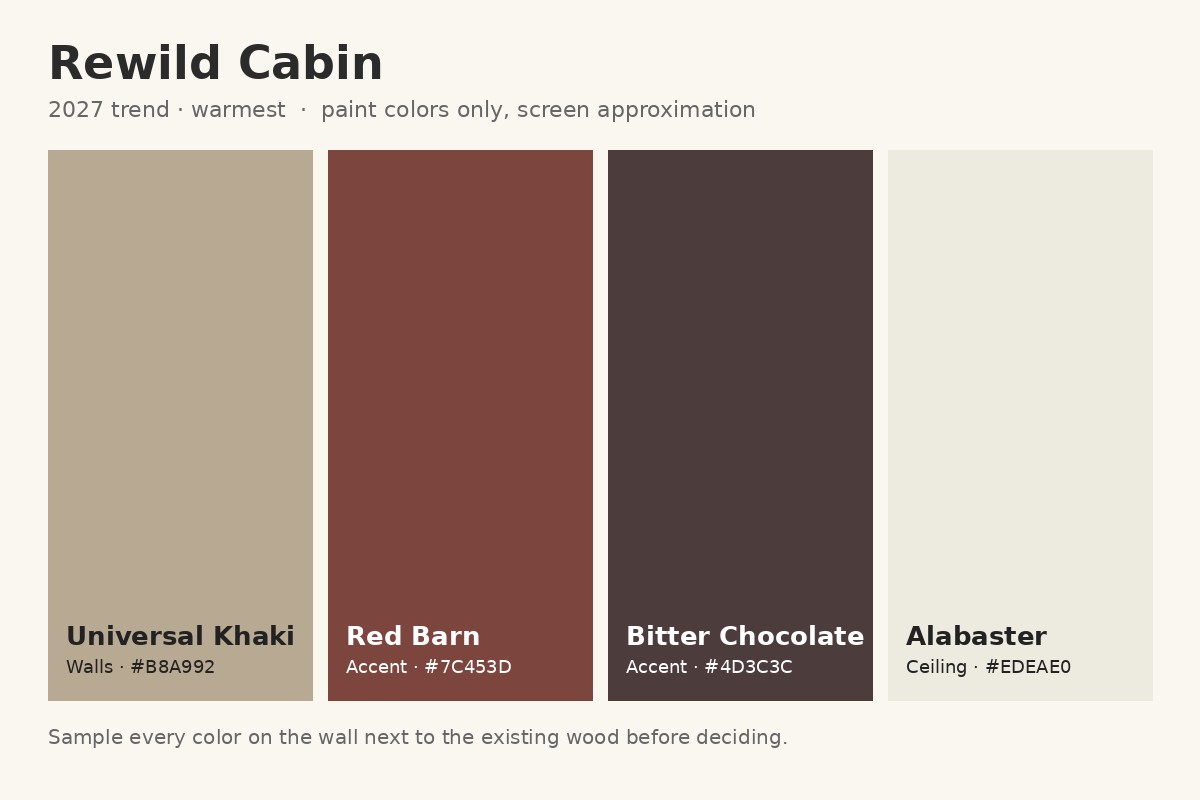 Rewild Cabin
2027 trend · warmest · paint colors only, screen approximation
Universal Khaki
Walls · #B8A992
Red Barn
Accent · #7C453D
Bitter Chocolate
Accent · #4D3C3C
Alabaster
Ceiling · #EDEAE0
Sample every color on the wall next to the existing wood before deciding.